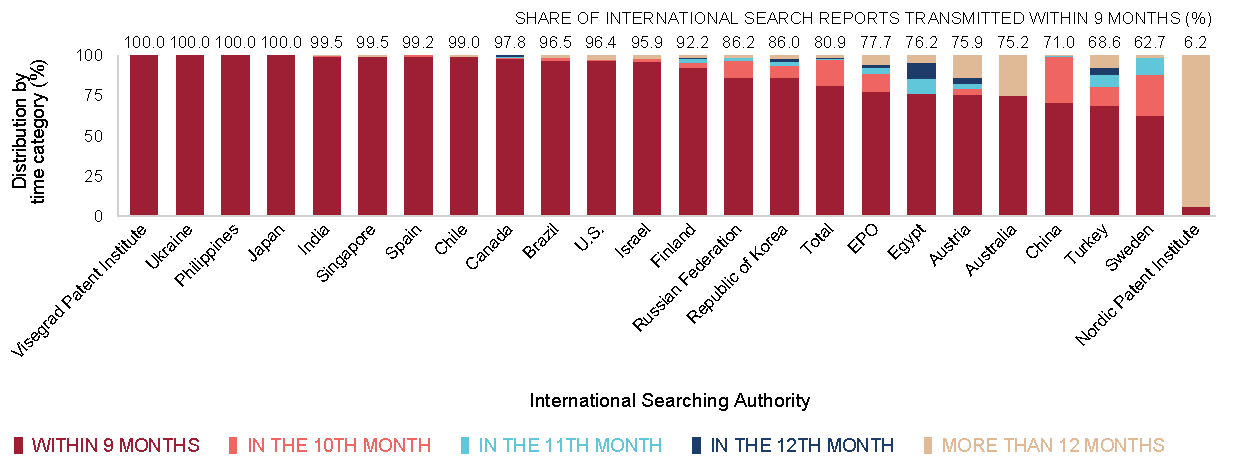 SHARE OF INTERNATIONAL SEARCH REPORTS TRANSMITTED WITHIN 9 MONTHS (%)
100.0 100.0 100.0 100.0 99.5 99.5 99.2 99.0 97.8 96.5 96.4 95.9 92.2 86.2 86.0 80.9 77.7 76.2 75.9 75.2 71.0 68.6 62.7 6.2
Distribution by
time category (%)
100
75
50
25
0
Visegrad Patent Institute
Ukraine
Philippines
Japan
India
Singapore
Spain
Chile
Canada
Brazil
U.S.
Israel
Finland
Russian Federation
Republic of Korea
Total
EPO
Egypt
Austria
Australia
China
Turkey
Sweden
Nordic Patent Institute
International Searching Authority
WITHIN 9 MONTHS IN THE 10TH MONTH IN THE 11TH MONTH IN THE 12TH MONTH MORE THAN 12 MONTHS